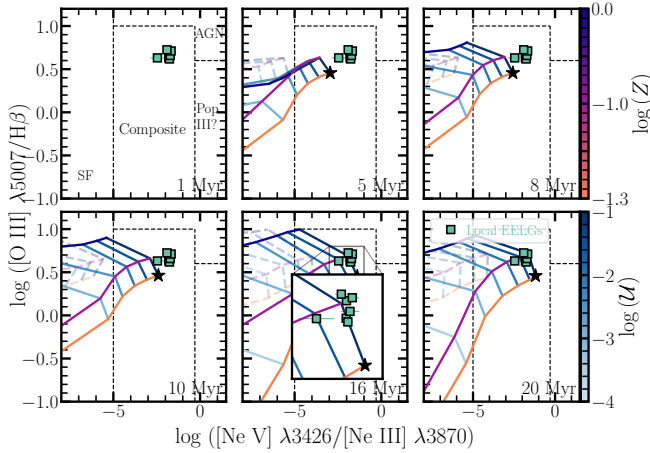 1.0
0.5
0.0
−0.5
−1.0
AGN
Composite
Pop
III?
SF
1 Myr
5 Myr
8 Myr
0.0
−1.0
−1.3
log (Z)
log ([O III] λ5007/Hβ)
1.0
0.5
0.0
−0.5
−1.0
10 Myr
16 Myr
Local EELGs
20 Myr
−1
−2
−3
−4
log(𝒰)
−5
0
−5
0
−5
0
log ([Ne V] λ3426/[Ne III] λ3870)